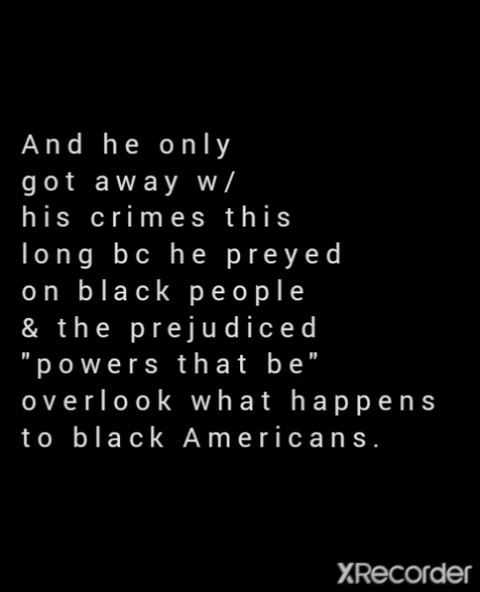 And he only
got away w/
his crimes this
long bc he preyed
on black people
& the prejudiced
"powers that be"
overlook what happens
to black Americans.
XRecorder